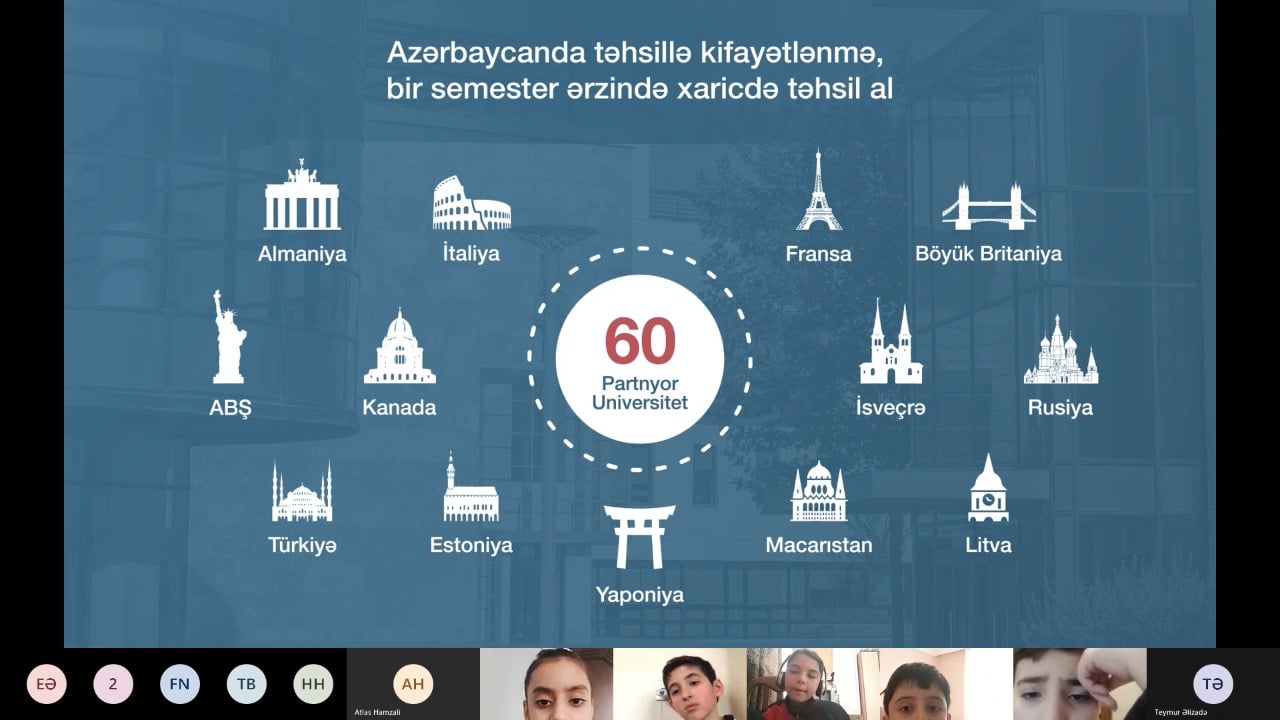 Azərbaycanda təhsillə kifayətlənmə,
bir semester ərzində xaricdə təhsil al
Almaniya
İtaliya
Fransa
Böyük Britaniya
ABŞ
Kanada
60
Partnyor
Universitet
İsveçrə
Rusiya
Türkiyə
Estoniya
Yaponiya
Macarıstan
Litva
EƏ
2
FN
TB
HH
AH
Atlas Hamzali
TƏ
Teymur Əlizadə